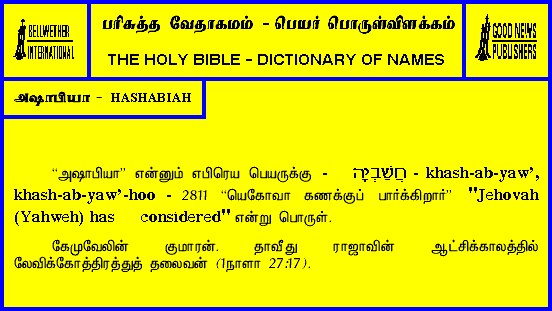 BELLWETHER
INTERNATIONAL
பரிசுத்த வேதாகமம் - பெயர் பொருள்விளக்கம்
THE HOLY BIBLE - DICTIONARY OF NAMES
GOOD NEWS
PUBLISHERS
அஷாபியா - HASHABIAH
“அஷாபியா” என்னும் எபிரெய பெயருக்கு - חֲשַׁבְיָה - khash-ab-yaw’,
khash-ab-yaw’-hoo - 2811 “யெகோவா கணக்குப் பார்க்கிறார்” "Jehovah
(Yahweh) has considered" என்று பொருள்.
கேமுவேலின் குமாரன். தாவீது ராஜாவின் ஆட்சிக்காலத்தில்
லேவிக்கோத்திரத்துத் தலைவன் (1நாளா 27:17).